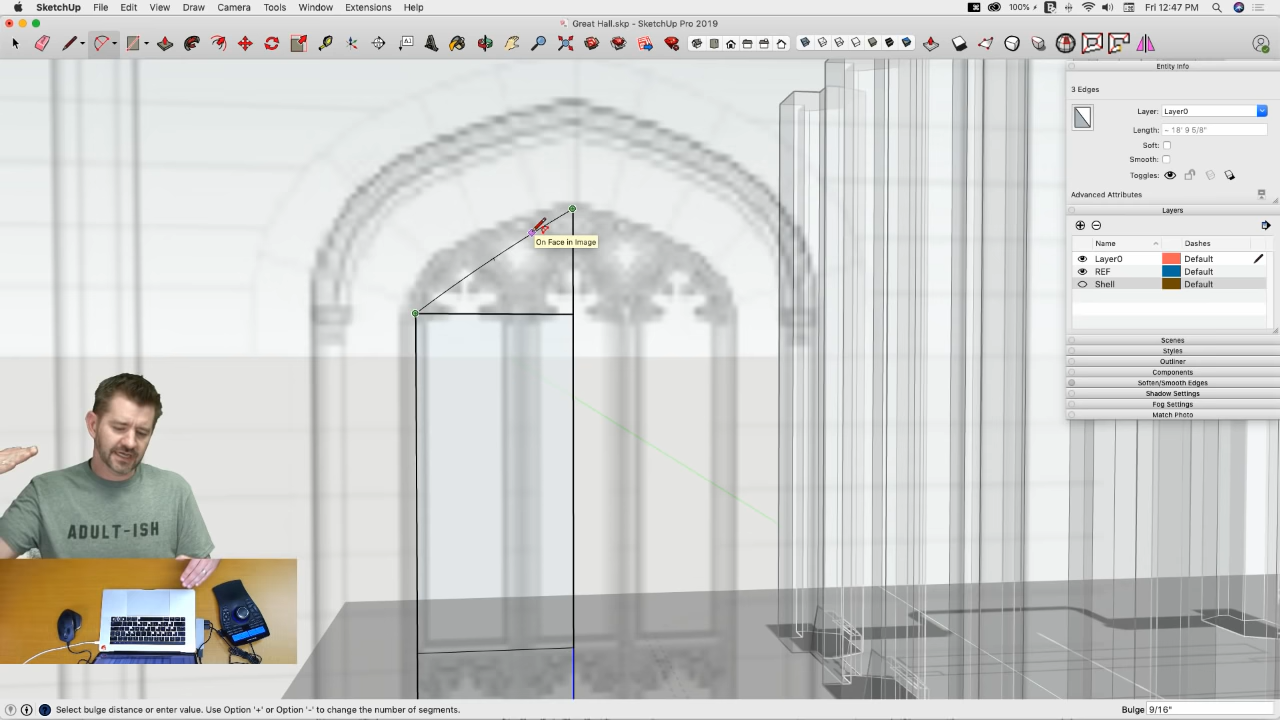 SketchUp File Edit View Draw Camera Tools Window Extensions Help 100% Fri 12:47 PM
Great Hall.skp - SketchUp Pro 2019
Entity Info
3 Edges
Layer: Layer0
Length: ~ 18' 9 5/8"
Soft:
Smooth:
Toggles:
Advanced Attributes
Layers
Name Dashes
Layer0 Default
REF Default
Shell Default
Scenes
Styles
Outliner
Components
Soften/Smooth Edges
Shadow Settings
Fog Settings
Match Photo
On Face in Image
ADULT-ISH
Select bulge distance or enter value. Use Option '+' or Option '-' to change the number of segments. Bulge 9/16"